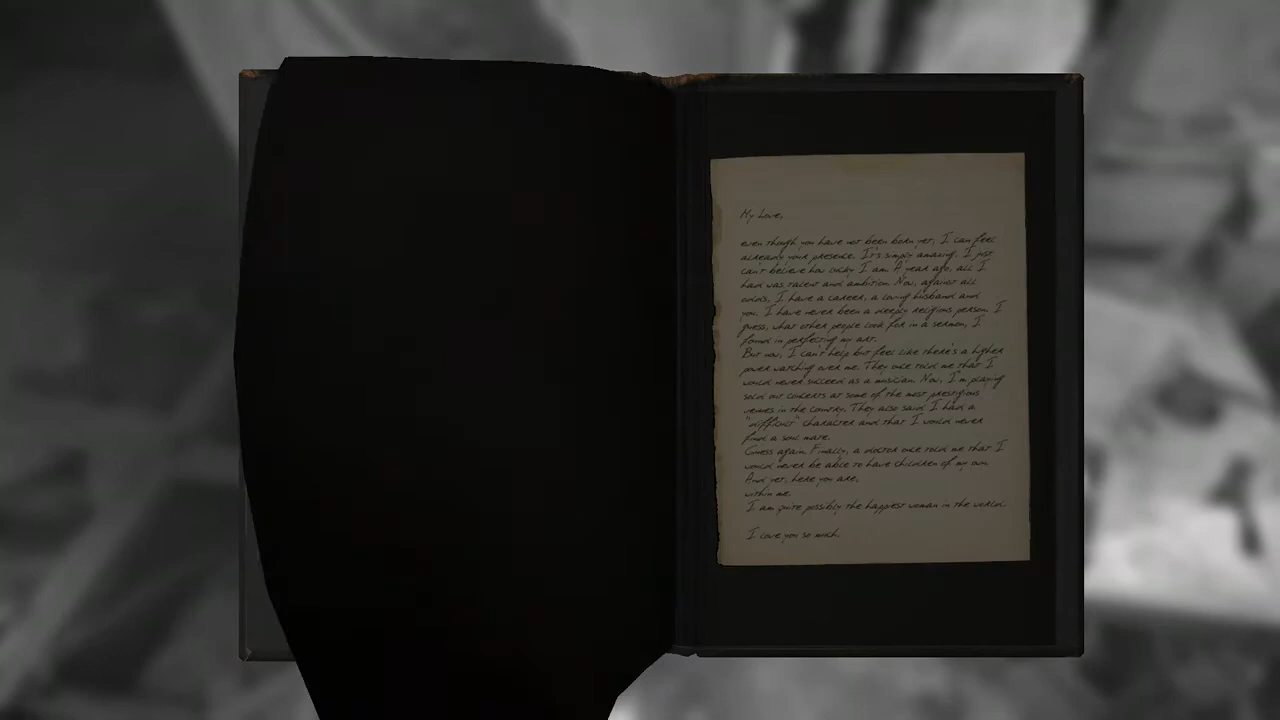 My Love,
even though you have not been born yet, I can feel
already your presence. It's simply amazing. I just
can't believe how lucky I am. A year ago, all I
had was talent and ambition. Now, against all
odds, I have a career, a loving husband and
you. I have never been a deeply religious person. I
guess, what other people look for in a sermon, I
found in perfecting my art.
But now, I can't help but feel like there's a higher
power watching over me. They once told me that I
would never succeed as a musician. Now, I'm playing
sold out concerts at some of the most prestigious
venues in the country. They also said I had a
"difficult" character and that I would never
find a soul mate.
Guess again. Finally, a doctor once told me that I
would never be able to have children of my own.
And yet, here you are,
within me.
I am quite possibly the happiest woman in the world.
I love you so much.